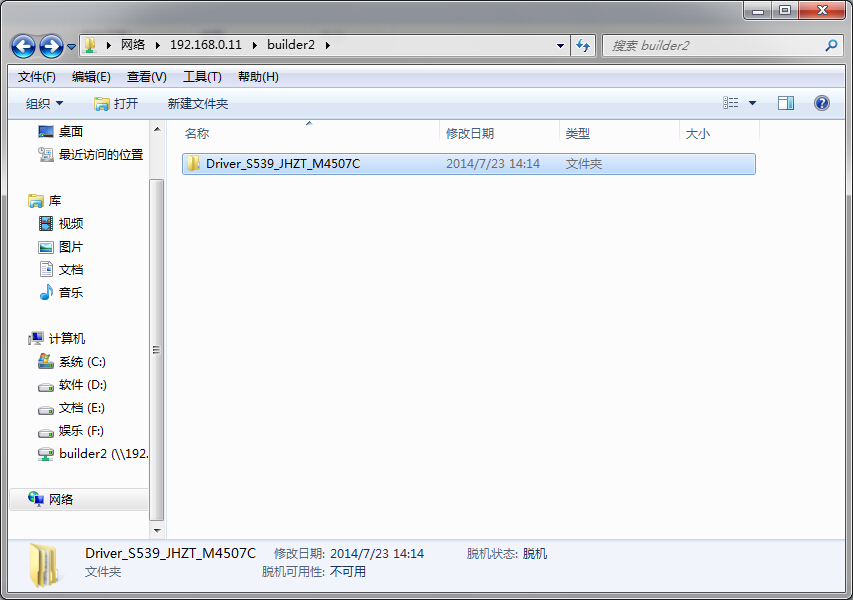 网络 192.168.0.11 builder2 搜索 builder2
文件(F) 编辑(E) 查看(V) 工具(T) 帮助(H)
组织 打开 新建文件夹
桌面
最近访问的位置
库
视频
图片
文档
音乐
计算机
系统 (C:)
软件 (D:)
文档 (E:)
娱乐 (F:)
builder2 (\\192.
网络
名称 修改日期 类型 大小
Driver_S539_JHZT_M4507C 2014/7/23 14:14 文件夹
Driver_S539_JHZT_M4507C 修改日期: 2014/7/23 14:14 脱机状态: 脱机
文件夹 脱机可用性: 不可用